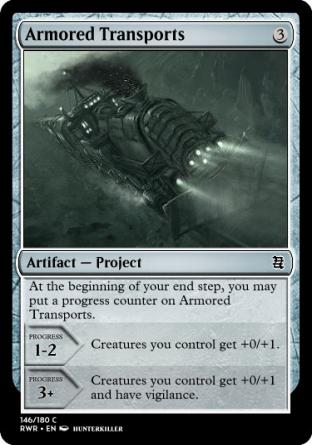 Armored Transports 3
Artifact — Project
At the beginning of your end step, you may
put a progress counter on Armored
Transports.
PROGRESS
1-2
Creatures you control get +0/+1.
PROGRESS
3+
Creatures you control get +0/+1
and have vigilance.
146/180 C
RWR • EN HUNTERKILLER